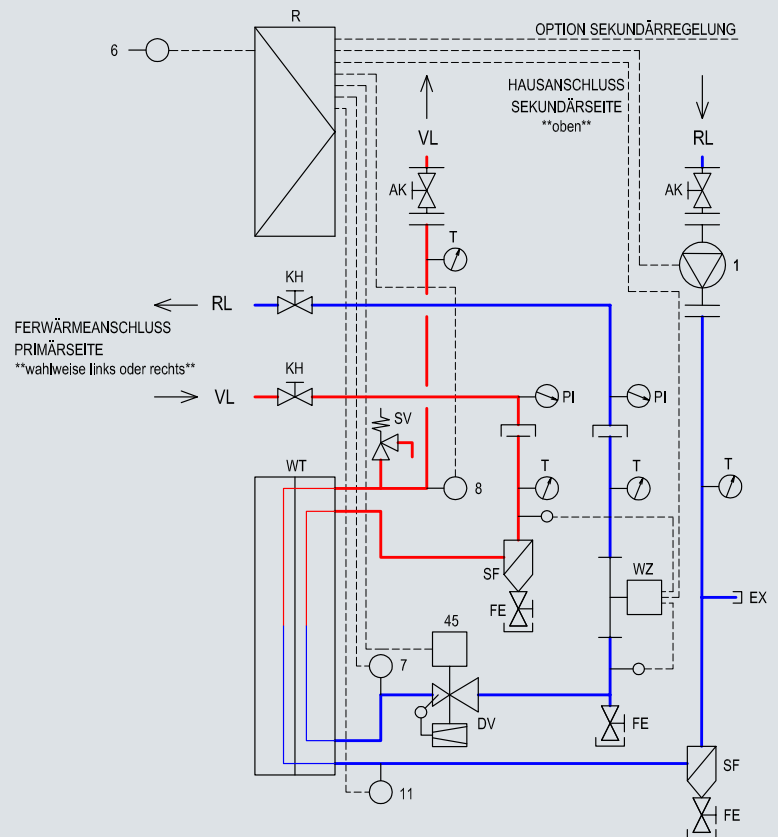 R
OPTION SEKUNDÄRREGELUNG
6
HAUSANSCHLUSS
SEKUNDÄRSEITE
**oben**
VL
RL
AK
AK
T
1
KH
RL
FERWÄRMEANSCHLUSS
PRIMÄRSEITE
**wahlweise links oder rechts**
KH
VL
PI
PI
SV
WT
8
T
T
T
SF
WZ
FE
EX
45
7
DV
FE
SF
11
FE